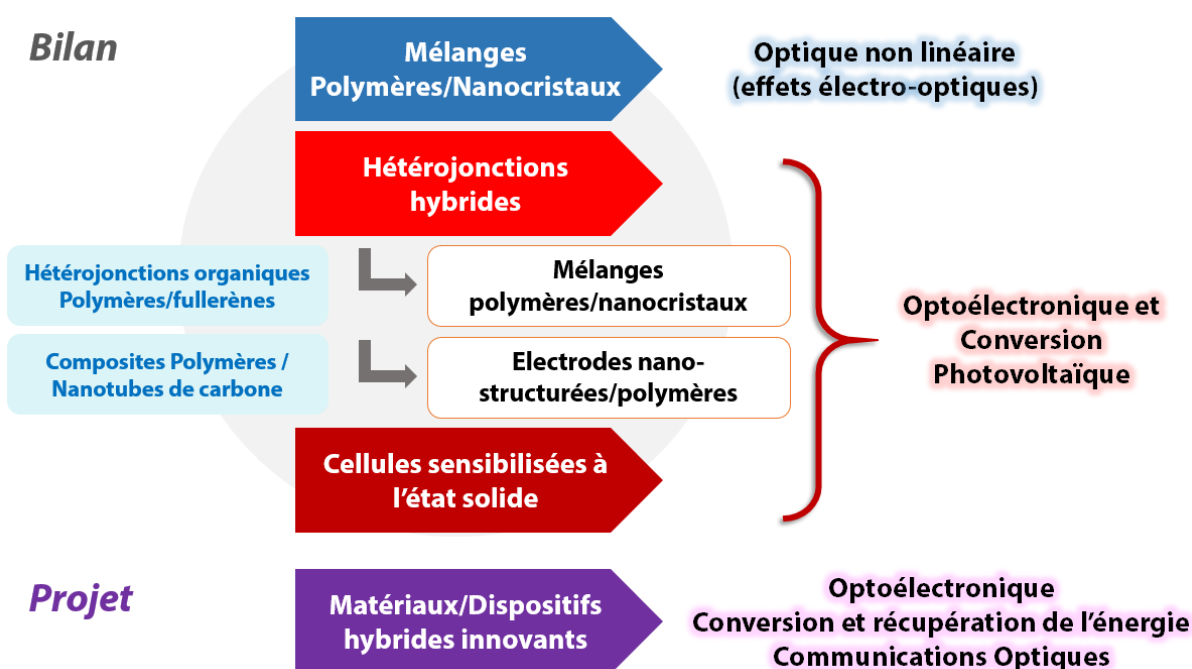 Bilan
Mélanges
Polymères/Nanocristaux
Optique non linéaire
(effets électro-optiques)
Hétérojonctions
hybrides
Hétérojonctions organiques
Polymères/fullerènes
Mélanges
polymères/nanocristaux
Composites Polymères /
Nanotubes de carbone
Electrodes nano-
structurées/polymères
Optoélectronique et
Conversion
Photovoltaïque
Cellules sensibilisées à
l’état solide
Projet
Matériaux/Dispositifs
hybrides innovants
Optoélectronique
Conversion et récupération de l’énergie
Communications Optiques